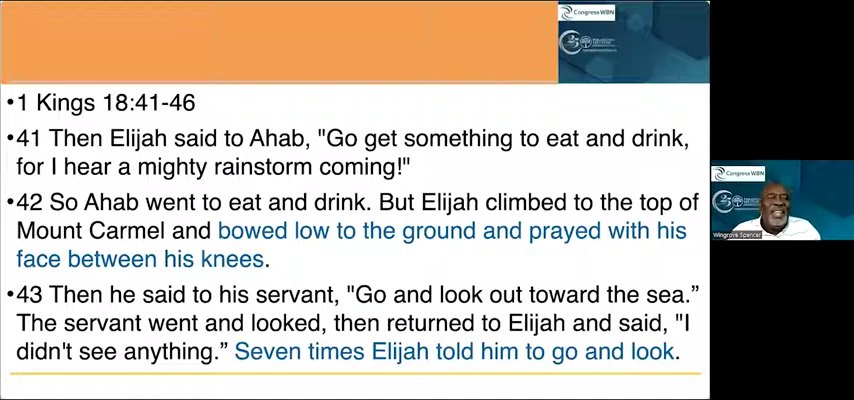 Congress WBN
25
•1 Kings 18:41-46
•41 Then Elijah said to Ahab, "Go get something to eat and drink,
for I hear a mighty rainstorm coming!"
•42 So Ahab went to eat and drink. But Elijah climbed to the top of
Mount Carmel and bowed low to the ground and prayed with his
face between his knees.
•43 Then he said to his servant, "Go and look out toward the sea.”
The servant went and looked, then returned to Elijah and said, "I
didn't see anything.” Seven times Elijah told him to go and look.
Congress WBN
25
Wingrove Spencer